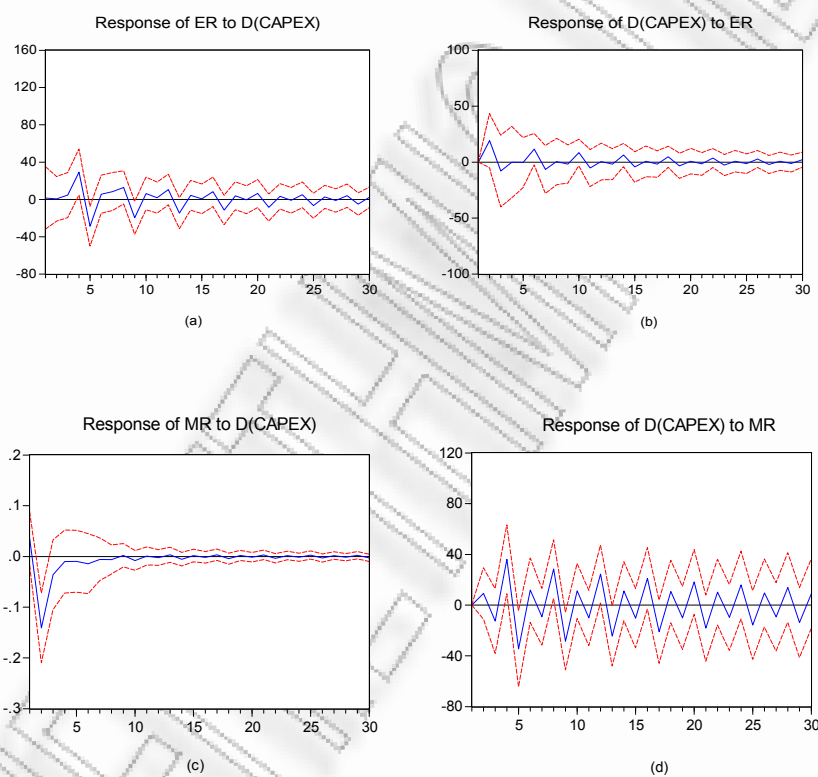 Response of ER to D(CAPEX)
160
120
80
40
0
-40
-80
5 10 15 20 25 30
(a)
Response of D(CAPEX) to ER
100
50
0
-50
-100
5 10 15 20 25 30
(b)
Response of MR to D(CAPEX)
.2
.1
.0
-.1
-.2
-.3
5 10 15 20 25 30
(c)
Response of D(CAPEX) to MR
120
80
40
0
-40
-80
5 10 15 20 25 30
(d)